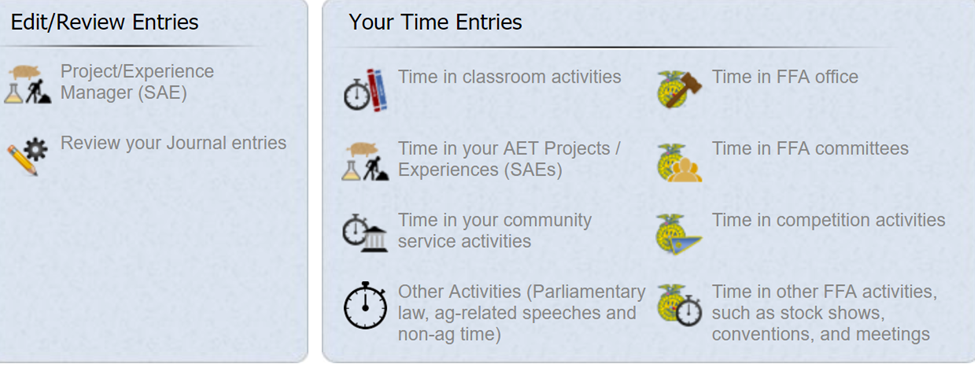 Edit/Review Entries
Project/Experience
Manager (SAE)
Review your Journal entries
Your Time Entries
Time in classroom activities
Time in your AET Projects /
Experiences (SAEs)
Time in your community
service activities
Other Activities (Parliamentary
law, ag-related speeches and
non-ag time)
Time in FFA office
Time in FFA committees
Time in competition activities
Time in other FFA activities,
such as stock shows,
conventions, and meetings